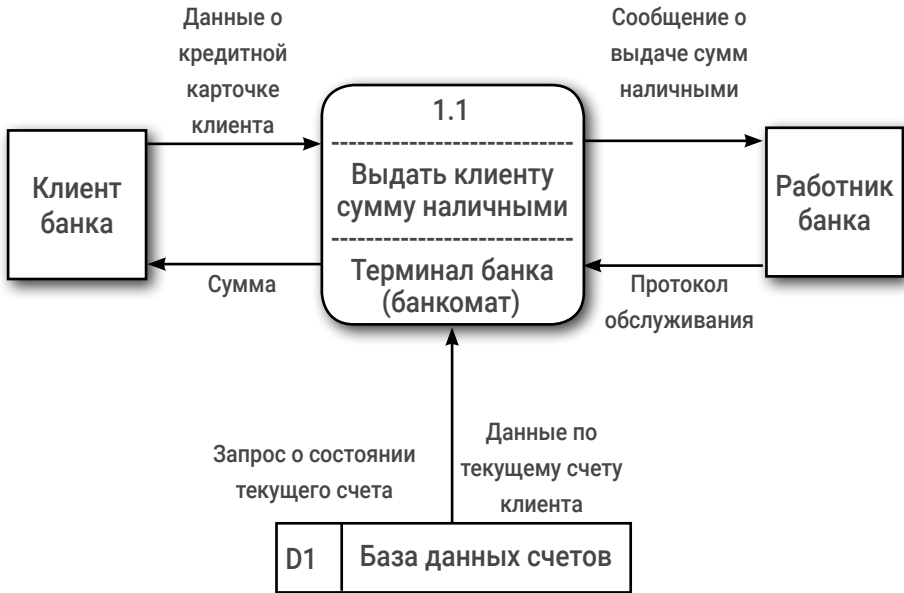 Данные о
кредитной
карточке
клиента
Сообщение о
выдаче сумм
наличными
Клиент
банка
1.1
Выдать клиенту
сумму наличными
Терминал банка
(банкомат)
Работник
банка
Сумма
Протокол
обслуживания
Запрос о состоянии
текущего счета
Данные по
текущему счету
клиента
D1
База данных счетов